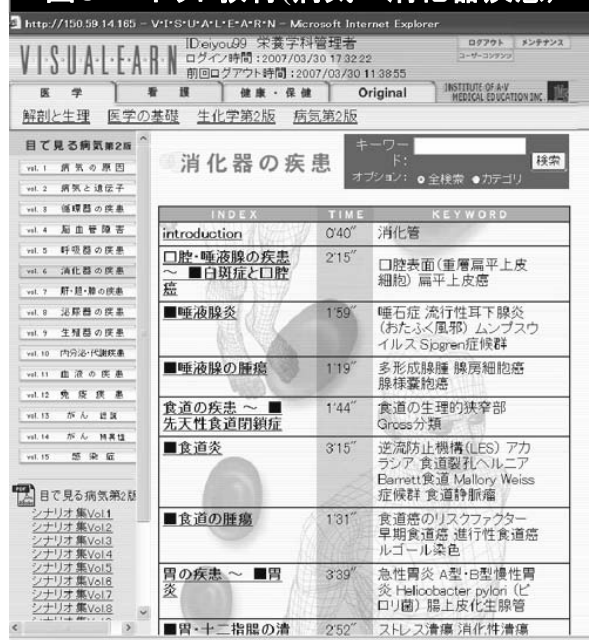 http://150.59.14.165 - V･I･S･U･A･L･E･A･R･N - Microsoft Internet Explorer
VISUALEARN
IDeiyou99 栄養学科管理者
ログイン時間:2007/03/30 17:32:22
前回ログアウト時間:2007/03/30 11:38:55
ログアウト メンテナンス
ユーザーコンテンツ
医 学 看 護 健康・保健 Original
INSTITUTE OF A･V MEDICAL EDUCATION INC.
解剖と生理 医学の基礎 生化学第2版 病気第2版
目で見る病気第2版
vol. 1 病気の原因
vol. 2 病気と遺伝子
vol. 3 循環器の疾患
vol. 4 脳血管障害
vol. 5 呼吸器の疾患
vol. 6 消化器の疾患
vol. 7 肝・胆・膵の疾患
vol. 8 泌尿器の疾患
vol. 9 生殖器の疾患
vol. 10 内分泌・代謝疾患
vol. 11 血液の疾患
vol. 12 免疫疾患
vol. 13 がん 総論
vol. 14 がん
vol. 15 感染症
PDF
目で見る病気第2版
シナリオ集Vol.1
シナリオ集Vol.2
シナリオ集Vol.3
シナリオ集Vol.4
シナリオ集Vol.5
シナリオ集Vol.6
シナリオ集Vol.7
シナリオ集Vol.8
消化器の疾患
キーワー
ド:
検索
オプション: 全検索 カテゴリ
INDEX TIME KEYWORD
introduction 0'40″ 消化管
口腔・唾液腺の疾患 2'15″ 口腔表面(重層扁平上皮
～ ■白斑症と口腔 細胞) 扁平上皮癌
癌
■唾液腺炎 1'59″ 唾石症 流行性耳下腺炎
(おたふく風邪) ムンプスウ
イルス Sjogren症候群
■唾液腺の腫瘍 1'19″ 多形成腺腫 腺房細胞癌
腺様嚢胞癌
食道の疾患 ～ ■ 1'44″ 食道の生理的狭窄部
先天性食道閉鎖症 Gross分類
■食道炎 3'15″ 逆流防止機構(LES) アカ
ラシア 食道裂孔ヘルニア
Barrett食道 Mallory Weiss
症候群 食道静脈瘤
■食道の腫瘍 1'31″ 食道癌のリスクファクター
早期食道癌 進行性食道癌
ルゴール染色
胃の疾患 ～ ■胃 3'39″ 急性胃炎 A型・B型慢性胃
炎 炎 Helicobacter pylori (ピ
ロリ菌) 腸上皮化生腺管
■胃・十二指腸の潰 2'52″ ストレス潰瘍 消化性潰瘍